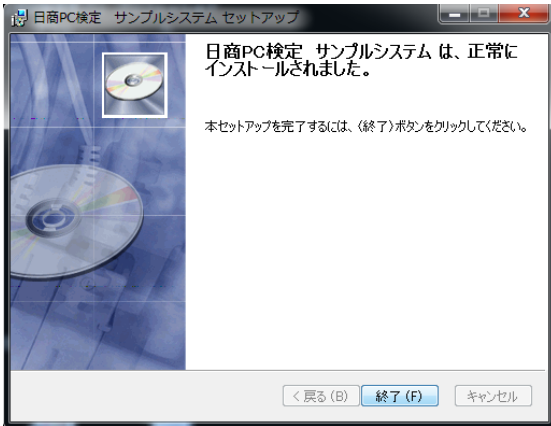 日商PC検定　サンプルシステム セットアップ
日商PC検定　サンプルシステム は、正常に
インストールされました。
本セットアップを完了するには、(終了)ボタンをクリックしてください。
< 戻る (B)
終了 (F)
キャンセル